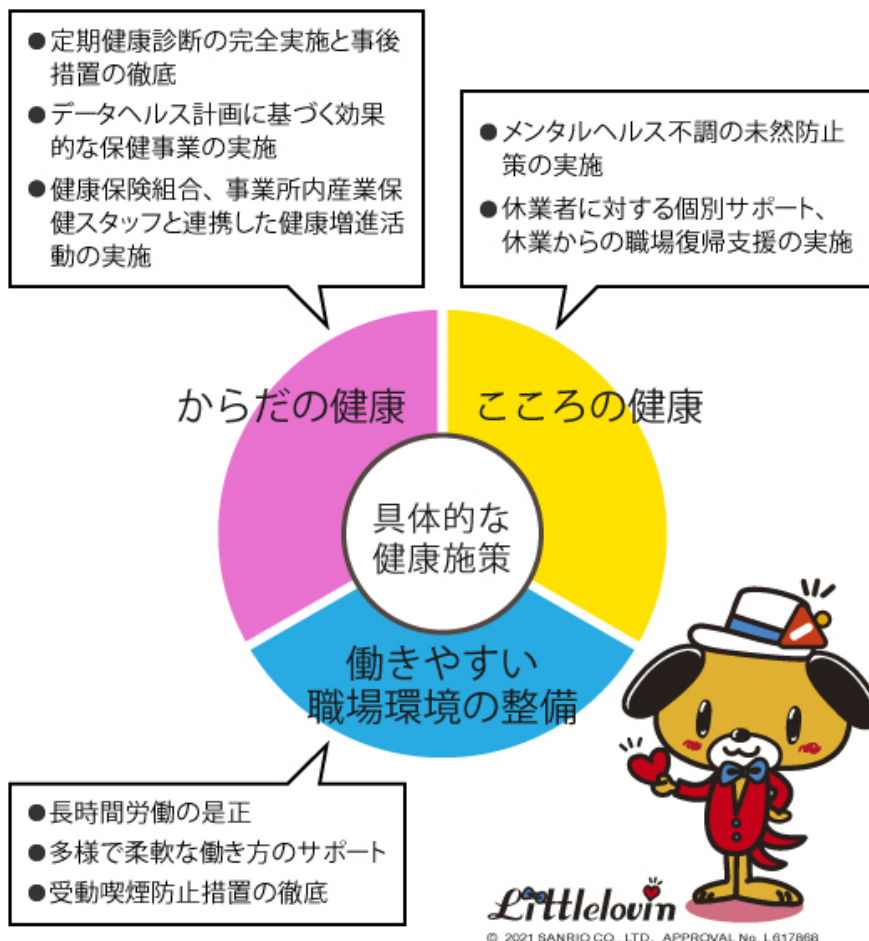 ●定期健康診断の完全実施と事後
措置の徹底
●データヘルス計画に基づく効果
的な保健事業の実施
●健康保険組合、事業所内産業保
健スタッフと連携した健康増進活
動の実施
●メンタルヘルス不調の未然防止
策の実施
●休業者に対する個別サポート、
休業からの職場復帰支援の実施
からだの健康
こころの健康
具体的な
健康施策
働きやすい
職場環境の整備
●長時間労働の是正
●多様で柔軟な働き方のサポート
●受動喫煙防止措置の徹底
Littlelovin
© 2021 SANRIO CO., LTD. APPROVAL No. L617868